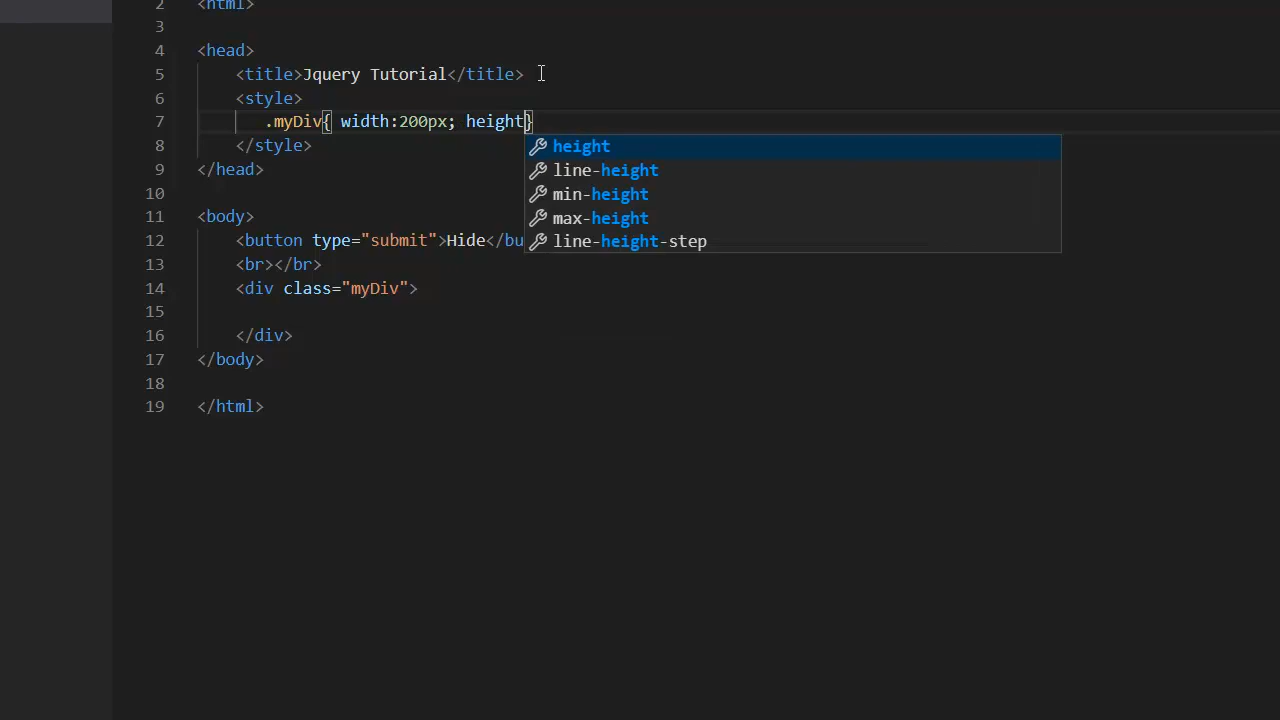 2 <html>
3
4 <head>
5 <title>Jquery Tutorial</title>
6 <style>
7 .myDiv{ width:200px; height}
height
8 </style>
line-height
9 </head>
min-height
10
max-height
11 <body>
line-height-step
12 <button type="submit">Hide</bu
13 <br></br>
14 <div class="myDiv">
15
16 </div>
17 </body>
18
19 </html>